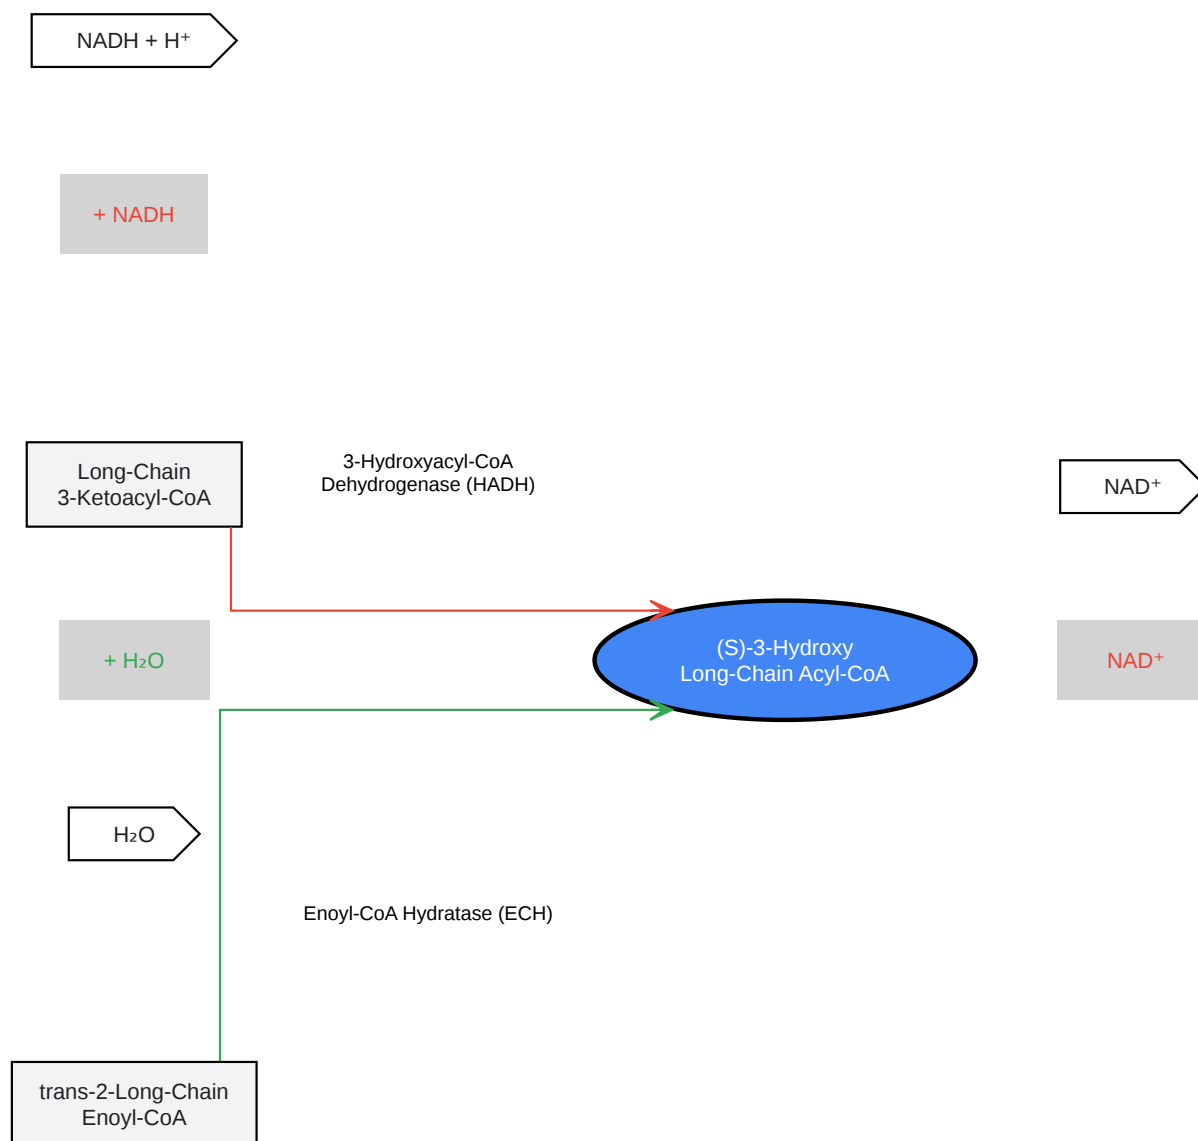 NADH + H⁺
+ NADH
Long-Chain
3-Ketoacyl-CoA
3-Hydroxyacyl-CoA
Dehydrogenase (HADH)
NAD⁺
+ H₂O
(S)-3-Hydroxy
Long-Chain Acyl-CoA
NAD⁺
H₂O
Enoyl-CoA Hydratase (ECH)
trans-2-Long-Chain
Enoyl-CoA